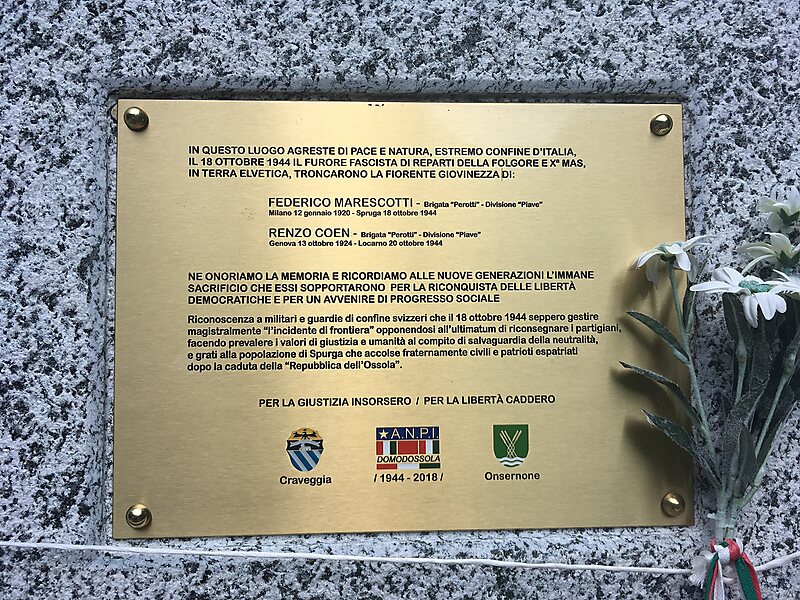 IN QUESTO LUOGO AGRESTE DI PACE E NATURA, ESTREMO CONFINE D'ITALIA,
IL 18 OTTOBRE 1944 IL FURORE FASCISTA DI REPARTI DELLA FOLGORE E Xª MAS,
IN TERRA ELVETICA, TRONCARONO LA FIORENTE GIOVINEZZA DI:
FEDERICO MARESCOTTI - Brigata "Perotti" - Divisione "Piave"
Milano 12 gennaio 1920 - Spruga 18 ottobre 1944
RENZO COEN - Brigata "Perotti" - Divisione "Piave"
Genova 13 ottobre 1924 - Locarno 20 ottobre 1944
NE ONORIAMO LA MEMORIA E RICORDIAMO ALLE NUOVE GENERAZIONI L'IMMANE
SACRIFICIO CHE ESSI SOPPORTARONO PER LA RICONQUISTA DELLE LIBERTÀ
DEMOCRATICHE E PER UN AVVENIRE DI PROGRESSO SOCIALE
Riconoscenza a militari e guardie di confine svizzeri che il 18 ottobre 1944 seppero gestire
magistralmente "l'incidente di frontiera" opponendosi all'ultimatum di riconsegnare i partigiani,
facendo prevalere i valori di giustizia e umanità al compito di salvaguardia della neutralità,
e grati alla popolazione di Spurga che accolse fraternamente civili e patrioti espatriati
dopo la caduta della "Repubblica dell'Ossola".
PER LA GIUSTIZIA INSORSERO / PER LA LIBERTÀ CADDERO
A.N.P.I
DOMODOSSOLA
Craveggia / 1944 - 2018 / Onsernone